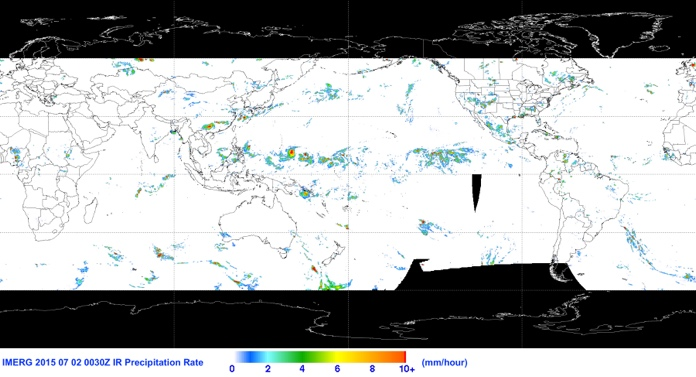 IMERG 2015 07 02 0030Z IR Precipitation Rate
0 2 4 6 8 10+ (mm/hour)